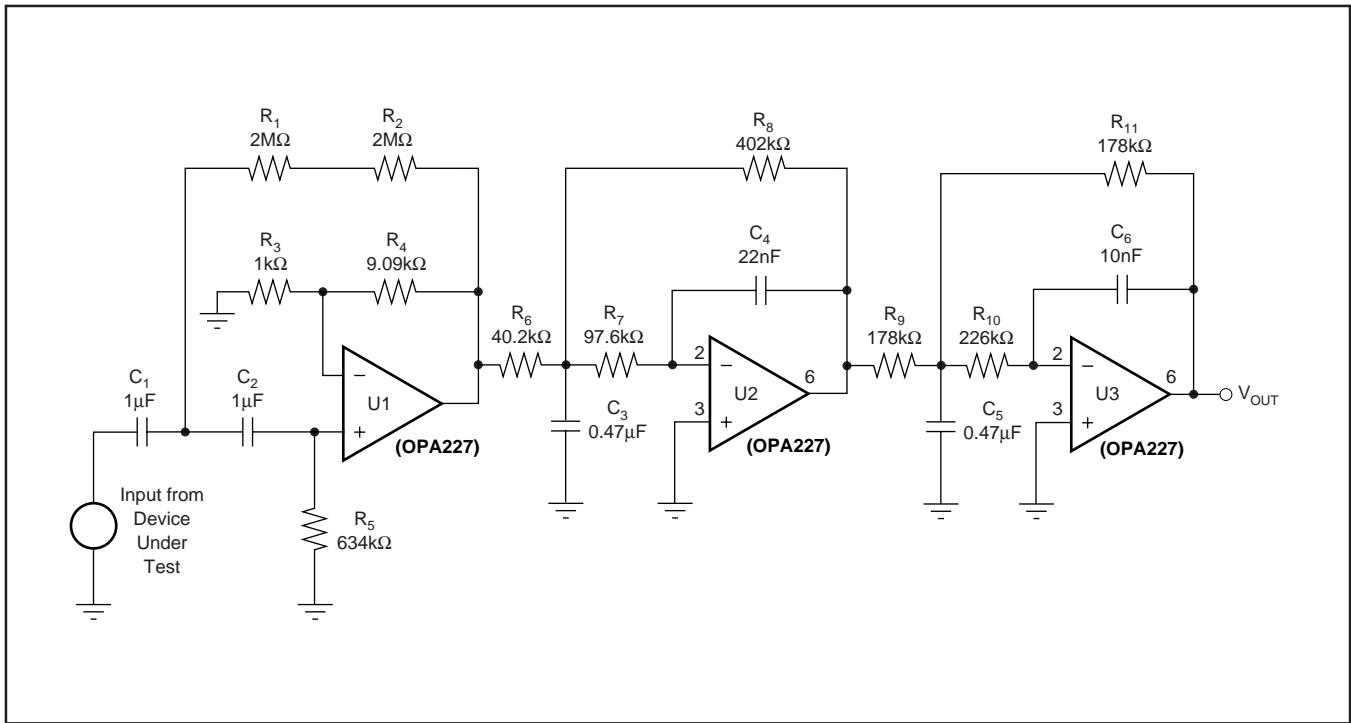 R1
2MΩ
R2
2MΩ
R8
402kΩ
R11
178kΩ
R3
1kΩ
R4
9.09kΩ
C4
22nF
C6
10nF
R6
40.2kΩ
R7
97.6kΩ
R9
178kΩ
R10
226kΩ
C1
1µF
C2
1µF
–
+
U1
(OPA227)
2
–
3
+
U2
6
(OPA227)
2
–
3
+
U3
6
(OPA227)
VOUT
C3
0.47µF
C5
0.47µF
Input from
Device
Under
Test
R5
634kΩ